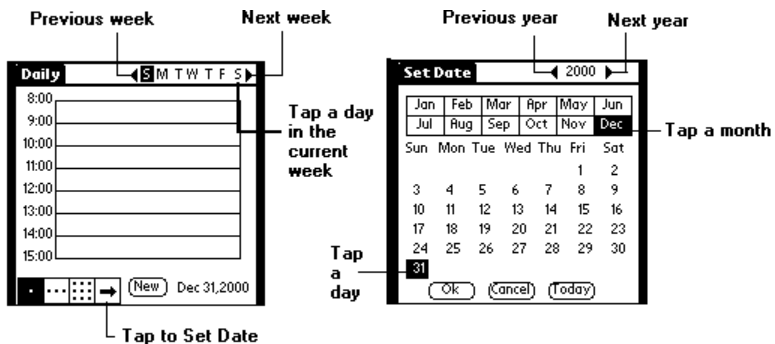 Previous week
Next week
Daily
S M T W T F S
8:00
9:00
10:00
11:00
12:00
13:00
14:00
15:00
New
Dec 31,2000
Tap a day
in the
current
week
Tap to Set Date
Previous year
Next year
Set Date
2000
Jan Feb Mar Apr May Jun
Jul Aug Sep Oct Nov Dec
Tap a month
Sun Mon Tue Wed Thu Fri Sat
1 2
3 4 5 6 7 8 9
10 11 12 13 14 15 16
17 18 19 20 21 22 23
24 25 26 27 28 29 30
31
Tap
a
day
Ok Cancel Today